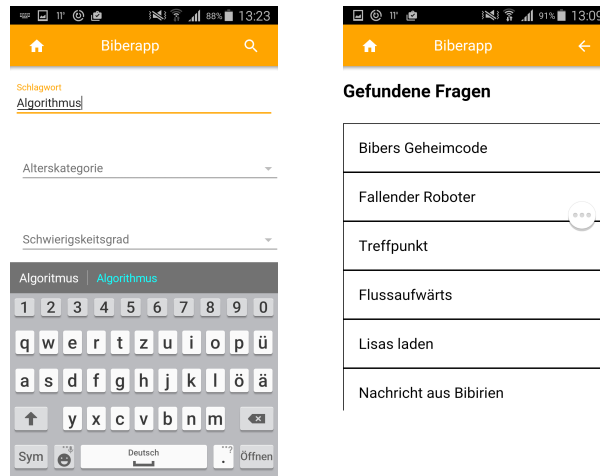 11° 88% 13:23
Biberapp
Schlagwort
Algorithmus
Alterskategorie
Schwierigskeitsgrad
Algoritmus Algorithmus
1 2 3 4 5 6 7 8 9 0
q w e r t z u i o p ü
a s d f g h j k l ö ä
y x c v b n m
Sym Deutsch . ...? Öffnen
11° 91% 13:09
Biberapp
Gefundene Fragen
Bibers Geheimcode
Fallender Roboter
Treffpunkt
Flussaufwärts
Lisas laden
Nachricht aus Bibirien